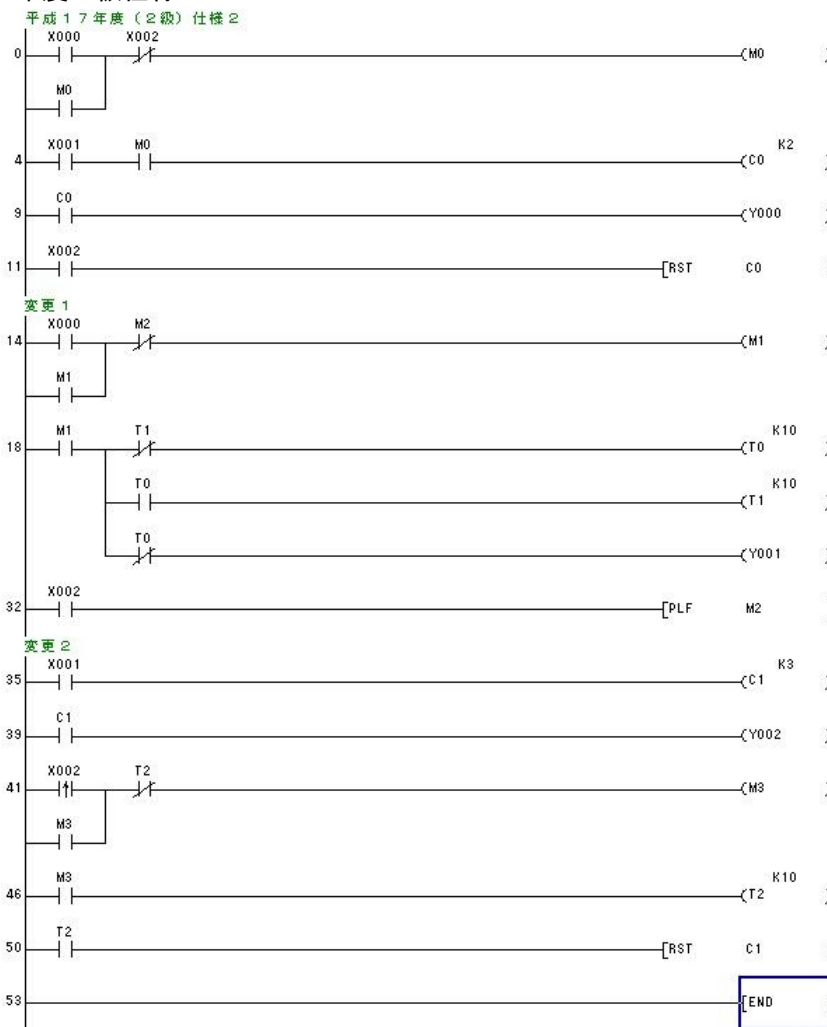 平成１７年度（２級）仕様２
X000 X002
0 (M0
M0
X001 M0 K2
4 (C0
C0
9 (Y000
X002
11 [RST C0
変更１
X000 M2
14 (M1
M1
M1 T1 K10
18 (T0
T0 K10
(T1
T0
(Y001
X002
32 [PLF M2
変更２
X001 K3
35 (C1
C1
39 (Y002
X002 T2
41 (M3
M3
M3 K10
46 (T2
T2
50 [RST C1
53 [END